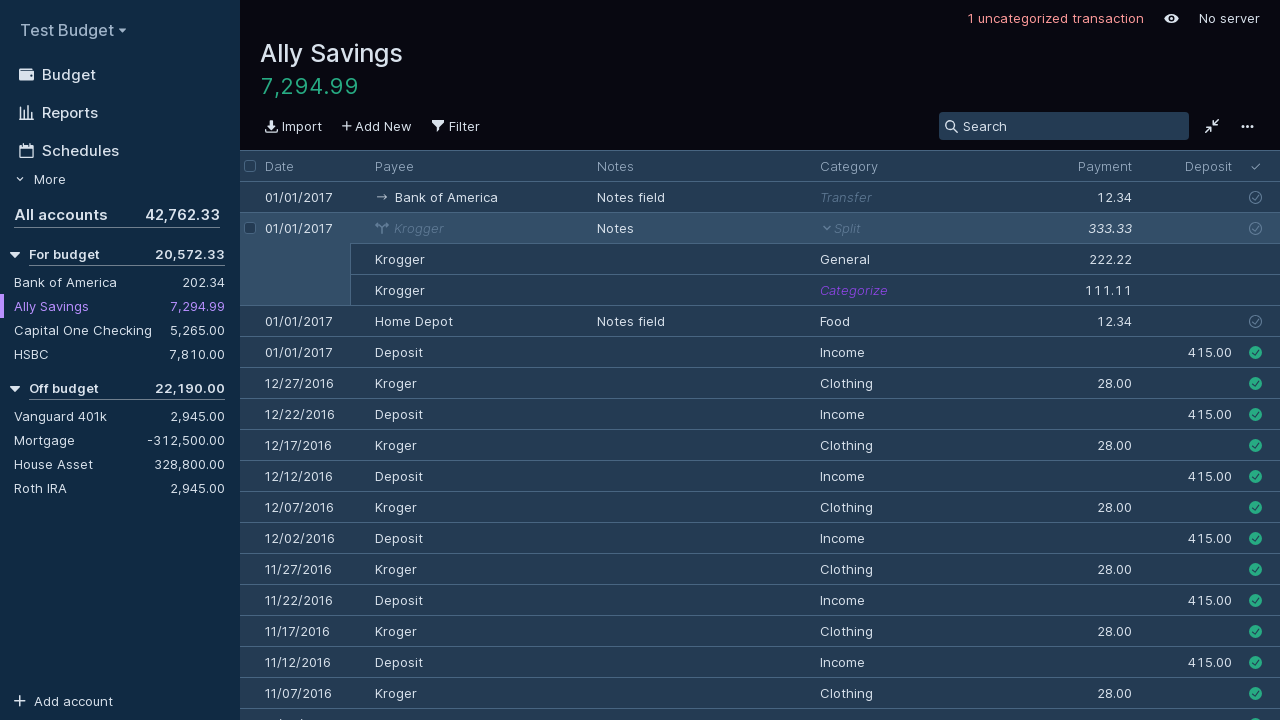 Test Budget
Budget
Reports
Schedules
More
All accounts 42,762.33
For budget 20,572.33
Bank of America 202.34
Ally Savings 7,294.99
Capital One Checking 5,265.00
HSBC 7,810.00
Off budget 22,190.00
Vanguard 401k 2,945.00
Mortgage -312,500.00
House Asset 328,800.00
Roth IRA 2,945.00
Add account
1 uncategorized transaction No server
Ally Savings
7,294.99
Import Add New Filter Search
Date Payee Notes Category Payment Deposit
01/01/2017 → Bank of America Notes field Transfer 12.34
01/01/2017 Krogger Notes Split 333.33
Krogger General 222.22
Krogger Categorize 111.11
01/01/2017 Home Depot Notes field Food 12.34
01/01/2017 Deposit Income 415.00
12/27/2016 Kroger Clothing 28.00
12/22/2016 Deposit Income 415.00
12/17/2016 Kroger Clothing 28.00
12/12/2016 Deposit Income 415.00
12/07/2016 Kroger Clothing 28.00
12/02/2016 Deposit Income 415.00
11/27/2016 Kroger Clothing 28.00
11/22/2016 Deposit Income 415.00
11/17/2016 Kroger Clothing 28.00
11/12/2016 Deposit Income 415.00
11/07/2016 Kroger Clothing 28.00